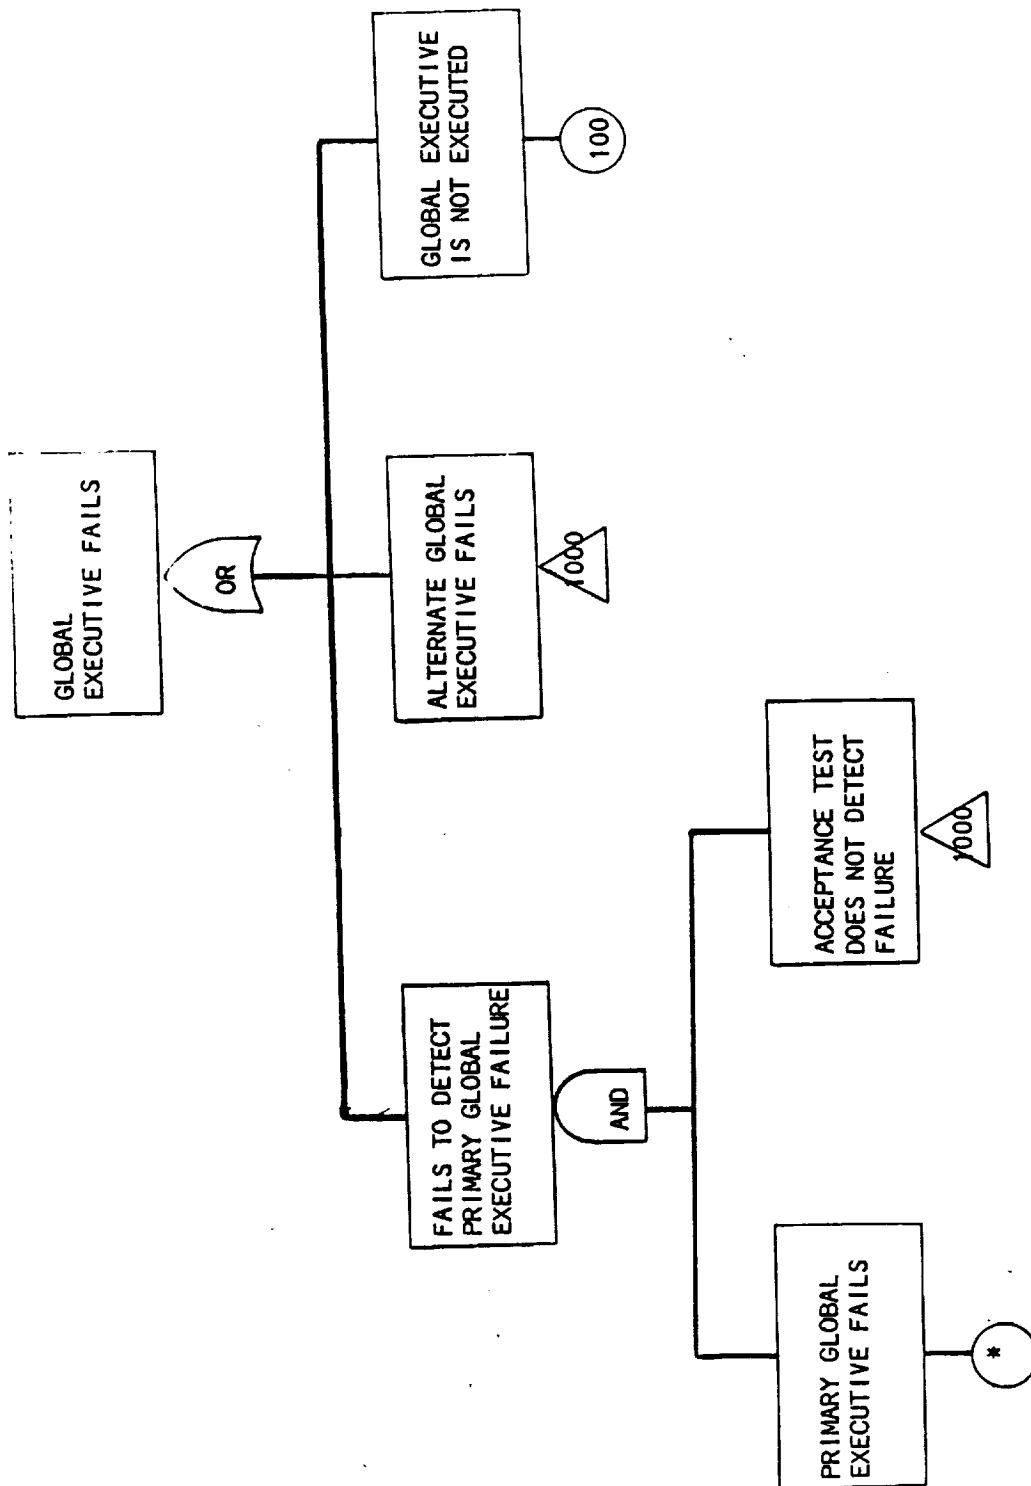 GLOBAL
EXECUTIVE FAILS
OR
FAILS TO DETECT
PRIMARY GLOBAL
EXECUTIVE FAILURE
ALTERNATE GLOBAL
EXECUTIVE FAILS
GLOBAL EXECUTIVE
IS NOT EXECUTED
AND
1000
100
PRIMARY GLOBAL
EXECUTIVE FAILS
ACCEPTANCE TEST
DOES NOT DETECT
FAILURE
*
1000